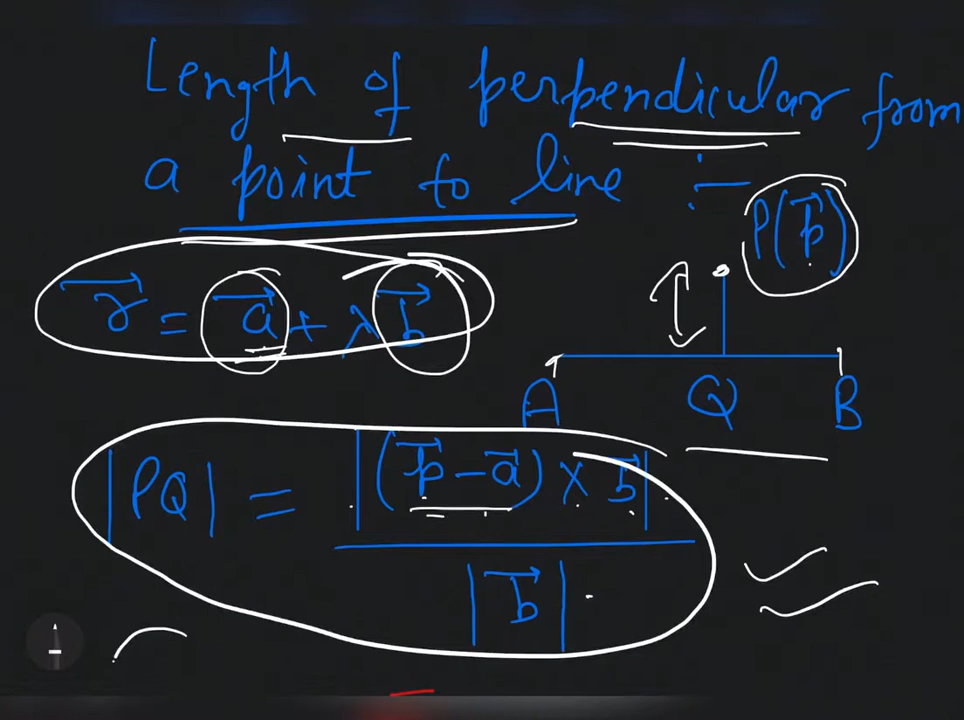 Length of perpendicular from
a point to line :-
P(p⃗)
r⃗ = a⃗ + λb⃗
A Q B
|PQ| = |(p⃗ - a⃗) × b⃗|
|b⃗|